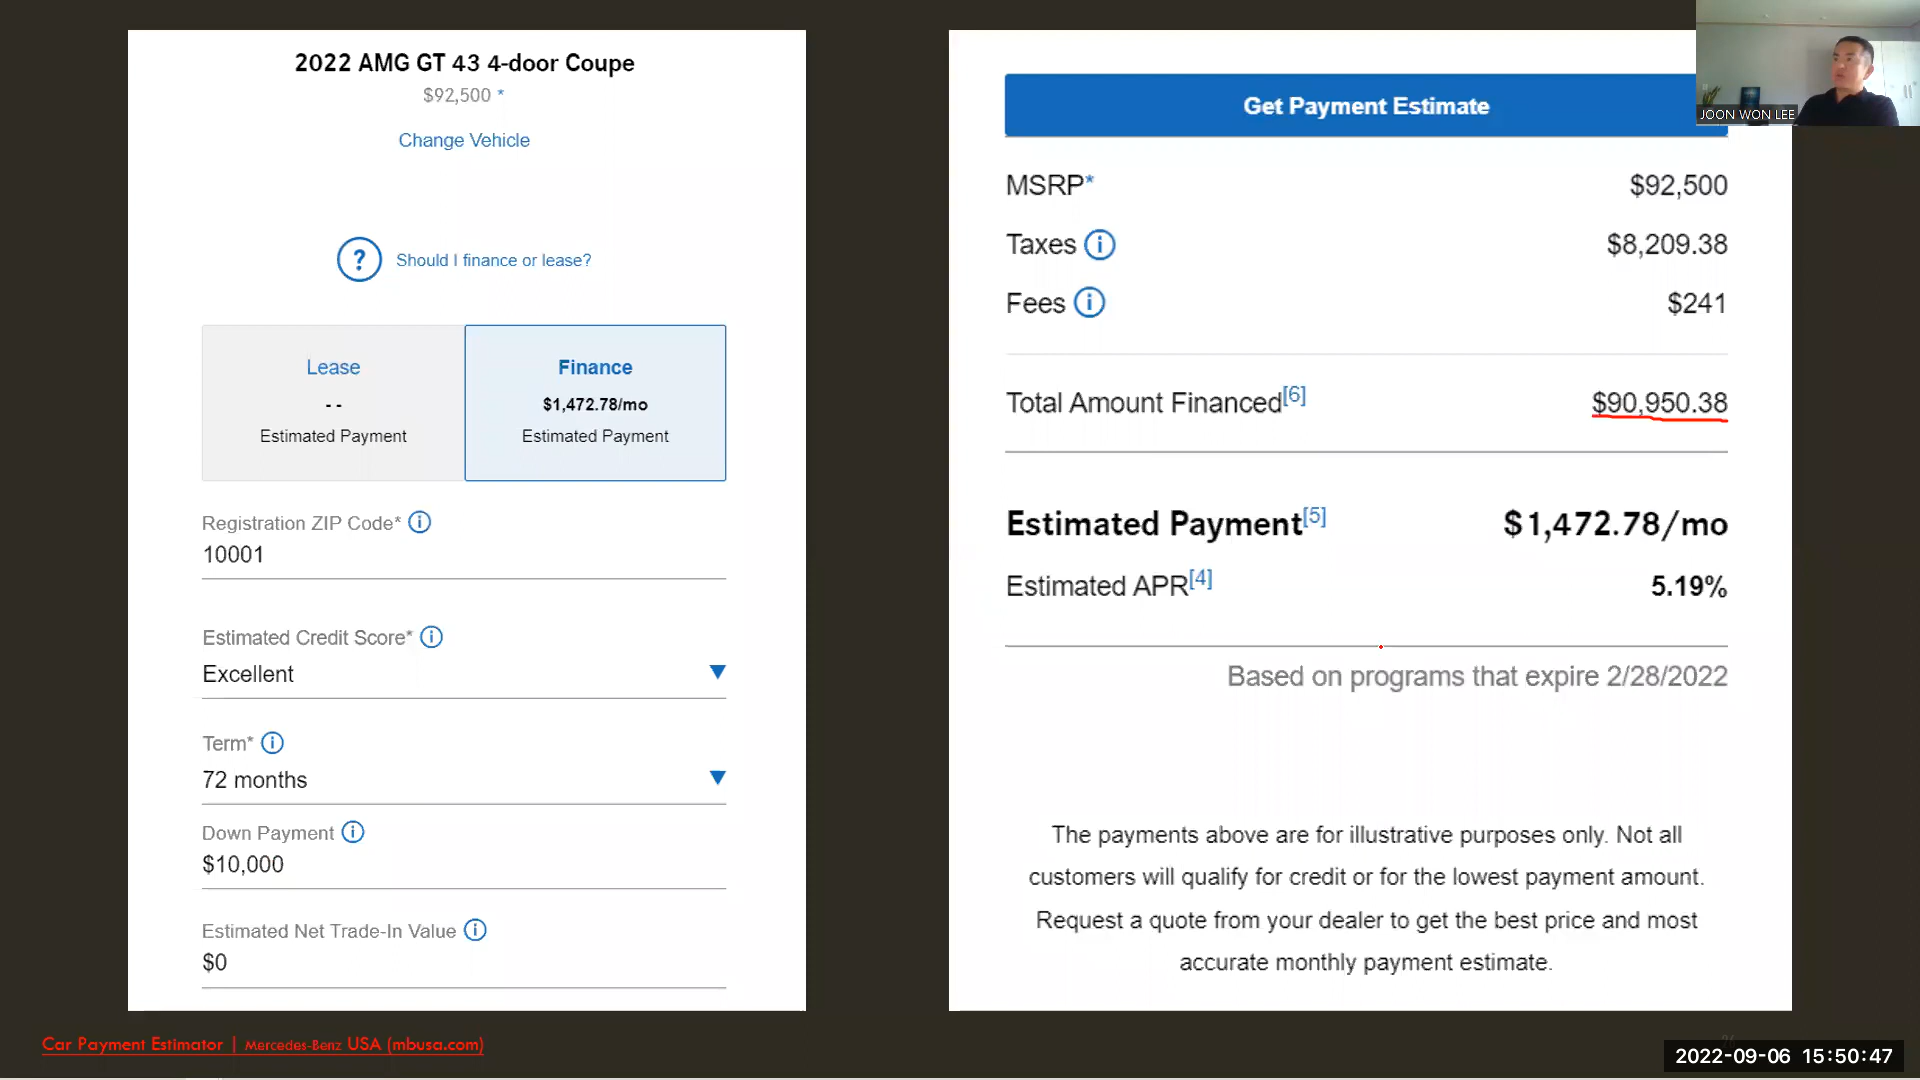 2022 AMG GT 43 4-door Coupe
$92,500 *
Change Vehicle
? Should I finance or lease?
Lease
- -
Estimated Payment
Finance
$1,472.78/mo
Estimated Payment
Registration ZIP Code* i
10001
Estimated Credit Score* i
Excellent
Term* i
72 months
Down Payment i
$10,000
Estimated Net Trade-In Value i
$0
Get Payment Estimate
MSRP* $92,500
Taxes i $8,209.38
Fees i $241
Total Amount Financed[6] $90,950.38
Estimated Payment[5] $1,472.78/mo
Estimated APR[4] 5.19%
Based on programs that expire 2/28/2022
The payments above are for illustrative purposes only. Not all
customers will qualify for credit or for the lowest payment amount.
Request a quote from your dealer to get the best price and most
accurate monthly payment estimate.
JOON WON LEE
Car Payment Estimator | Mercedes-Benz USA (mbusa.com)
2022-09-06 15:50:47